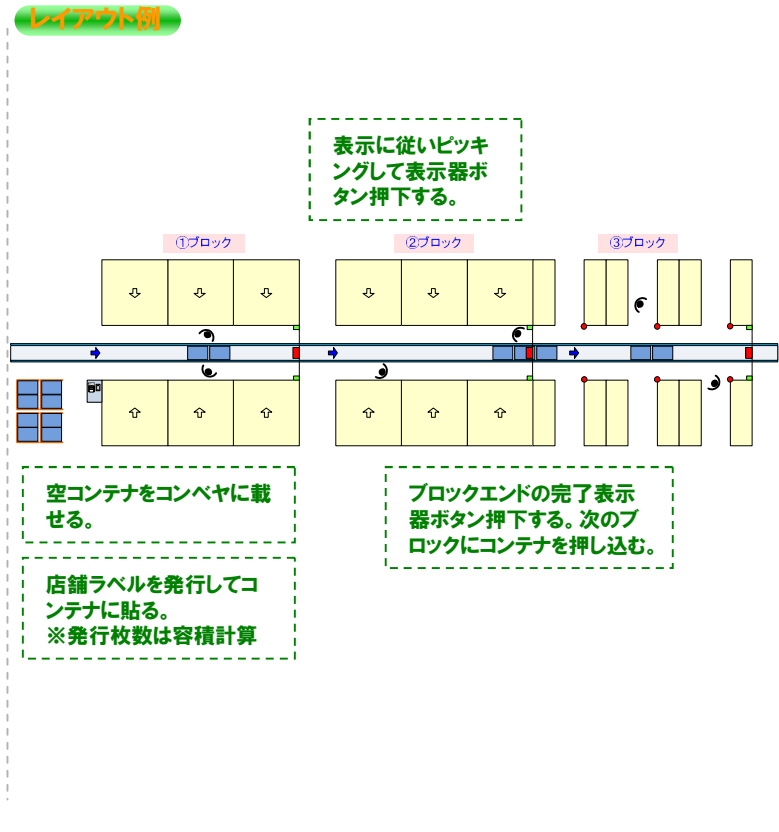 レイアウト例
表示に従いピッキ
ングして表示器ボ
タン押下する。
①ブロック
②ブロック
③ブロック
空コンテナをコンベヤに載
せる。
ブロックエンドの完了表示
器ボタン押下する。次のブ
ロックにコンテナを押し込む。
店舗ラベルを発行してコ
ンテナに貼る。
※発行枚数は容積計算